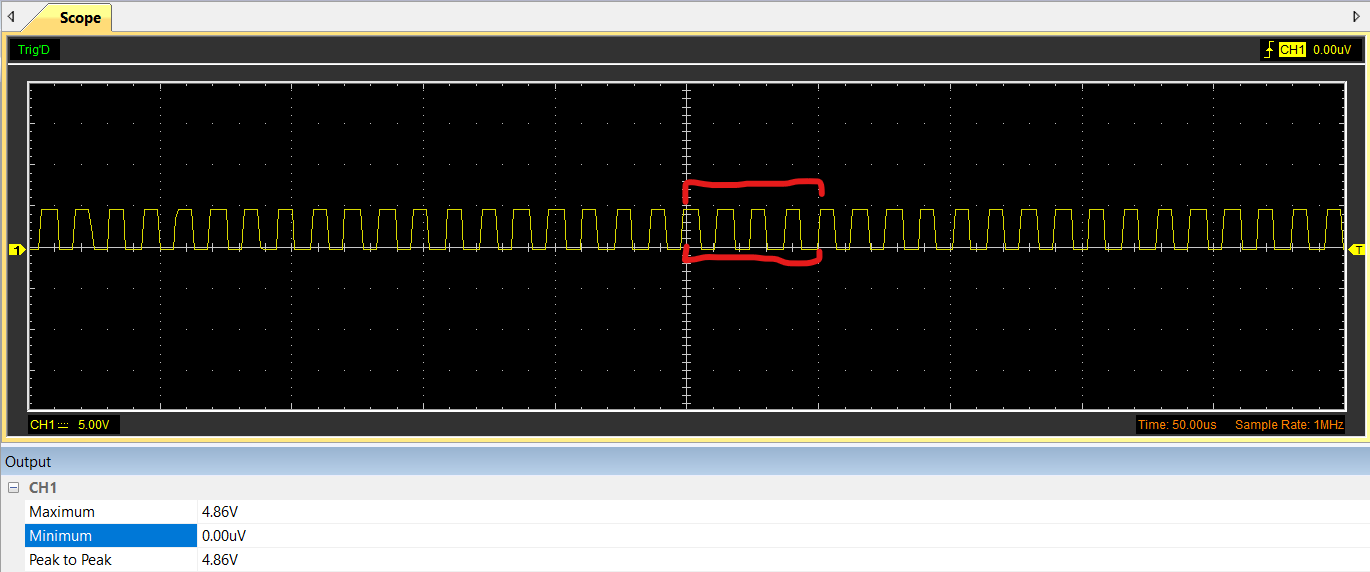 Scope
Trig'D
CH1 0.00uV
1
T
CH1 5.00V
Time: 50.00us Sample Rate: 1MHz
Output
CH1
Maximum 4.86V
Minimum 0.00uV
Peak to Peak 4.86V